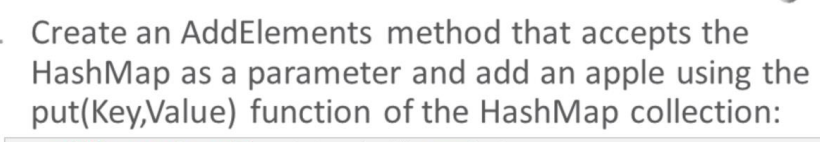 Create an AddElements method that accepts the
HashMap as a parameter and add an apple using the
put(Key,Value) function of the HashMap collection: